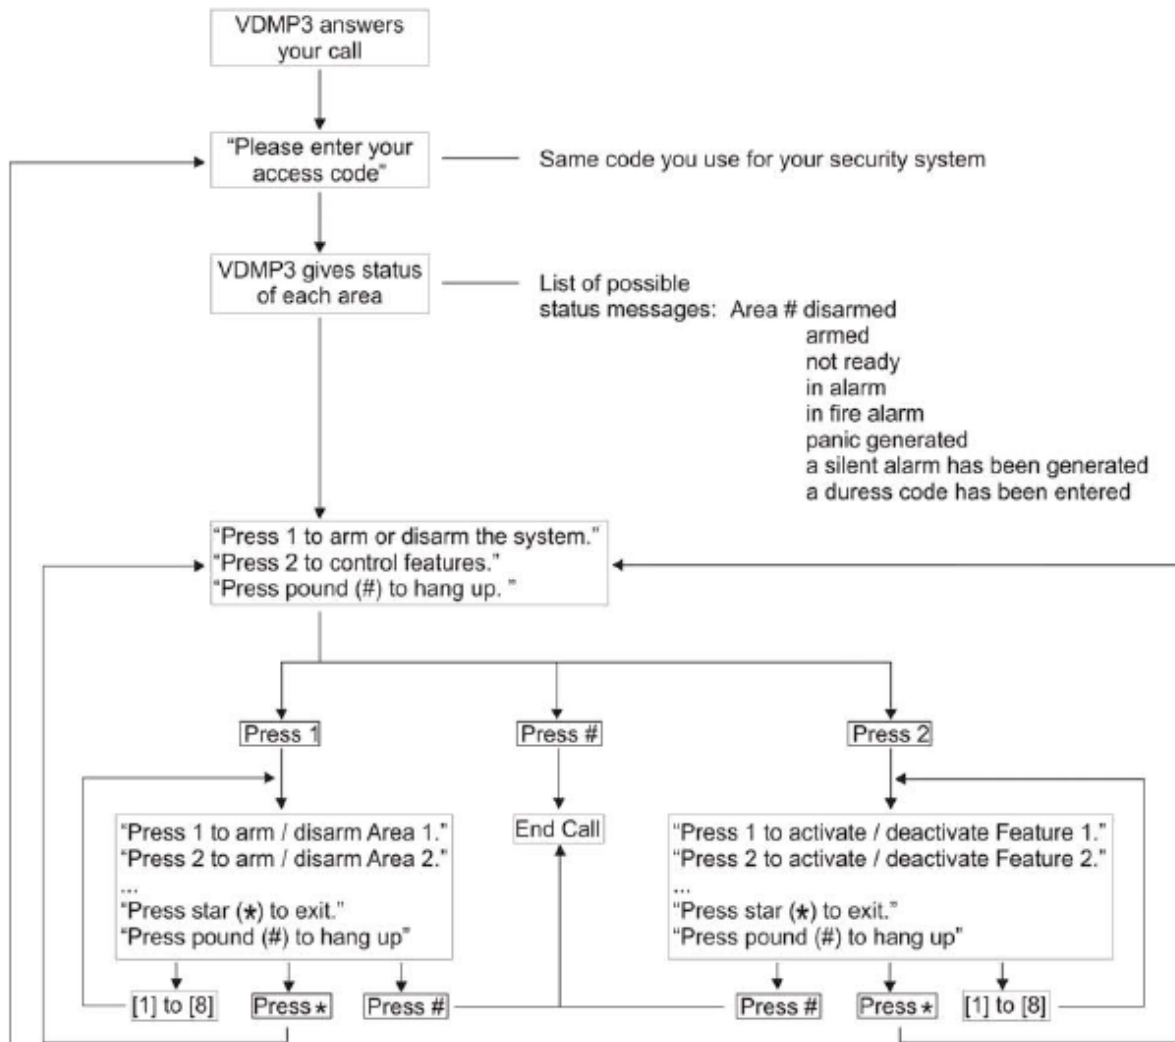 VDMP3 answers
your call
“Please enter your
access code”
Same code you use for your security system
VDMP3 gives status
of each area
List of possible
status messages: Area # disarmed
armed
not ready
in alarm
in fire alarm
panic generated
a silent alarm has been generated
a duress code has been entered
“Press 1 to arm or disarm the system.”
“Press 2 to control features.”
“Press pound (#) to hang up. ”
Press 1
Press #
Press 2
“Press 1 to arm / disarm Area 1.”
“Press 2 to arm / disarm Area 2.”
...
“Press star (*) to exit.”
“Press pound (#) to hang up”
End Call
“Press 1 to activate / deactivate Feature 1.”
“Press 2 to activate / deactivate Feature 2.”
...
“Press star (*) to exit.”
“Press pound (#) to hang up”
[1] to [8]
Press *
Press #
Press #
Press *
[1] to [8]